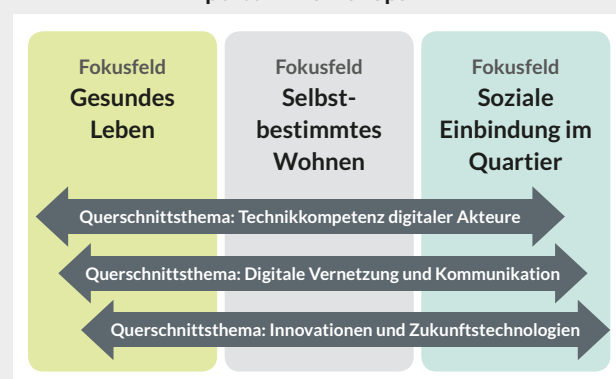 Fokusfeld
Gesundes
Leben
Fokusfeld
Selbst-
bestimmtes
Wohnen
Fokusfeld
Soziale
Einbindung im
Quartier
Querschnittsthema: Technikkompetenz digitaler Akteure
Querschnittsthema: Digitale Vernetzung und Kommunikation
Querschnittsthema: Innovationen und Zukunftstechnologien